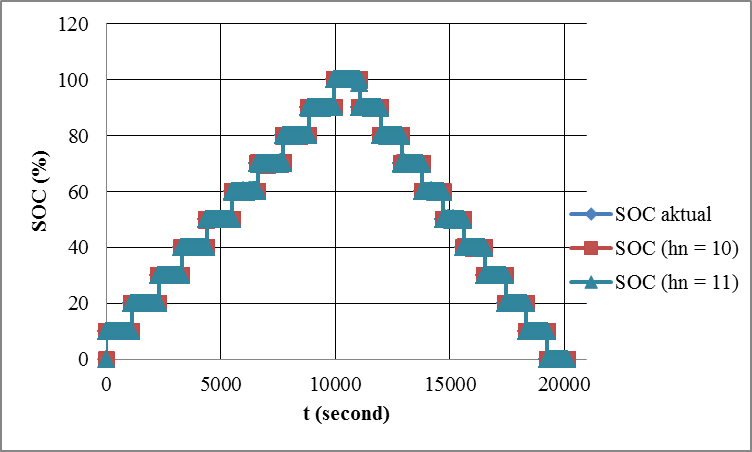 120
100
80
60
40
20
0
SOC (%)
0 5000 10000 15000 20000
t (second)
SOC aktual
SOC (hn = 10)
SOC (hn = 11)